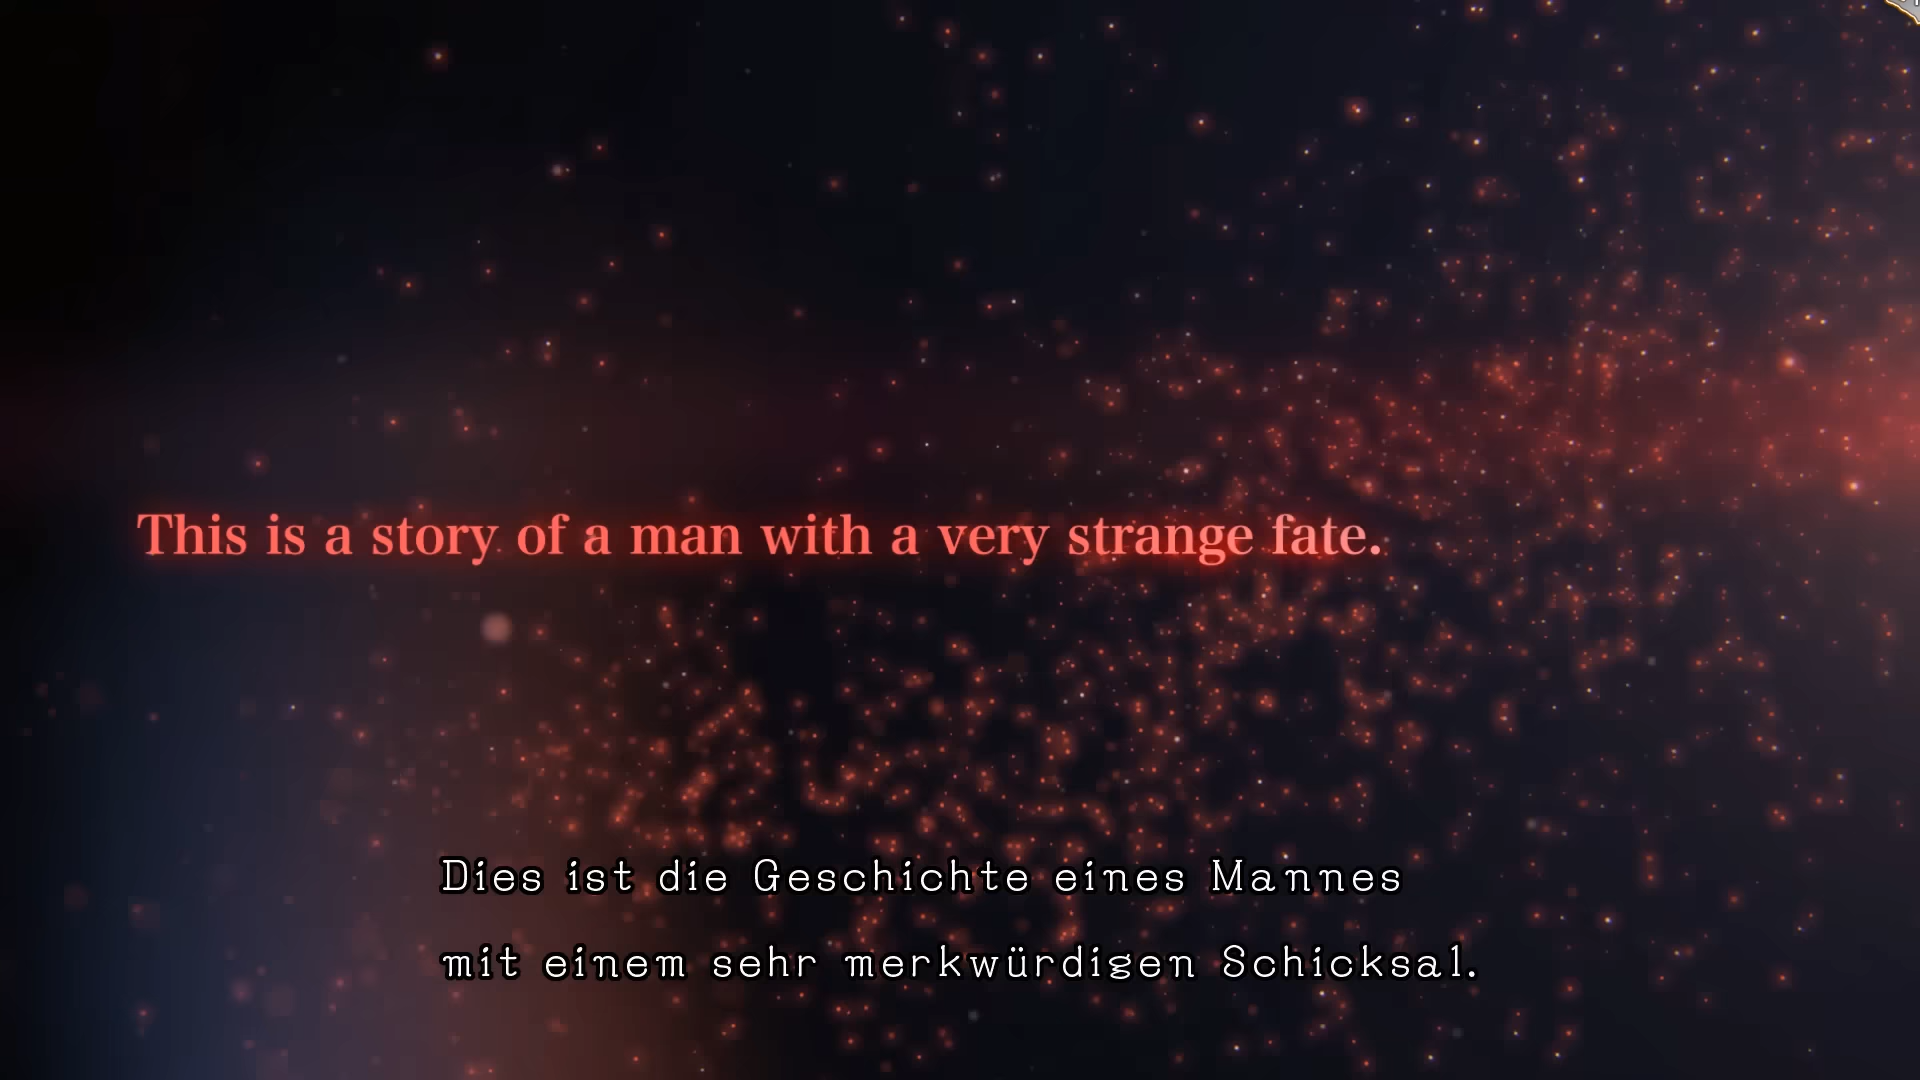 This is a story of a man with a very strange fate.
Dies ist die Geschichte eines Mannes
mit einem sehr merkwürdigen Schicksal.